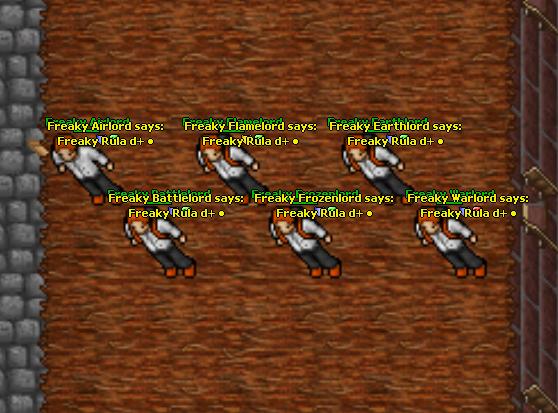 Freaky Airlord says:
Freaky Rula d+ •
Freaky Flamelord says:
Freaky Rula d+ •
Freaky Earthlord says:
Freaky Rula d+ •
Freaky Battlelord says:
Freaky Rula d+ •
Freaky Frozenlord says:
Freaky Rula d+ •
Freaky Warlord says:
Freaky Rula d+ •